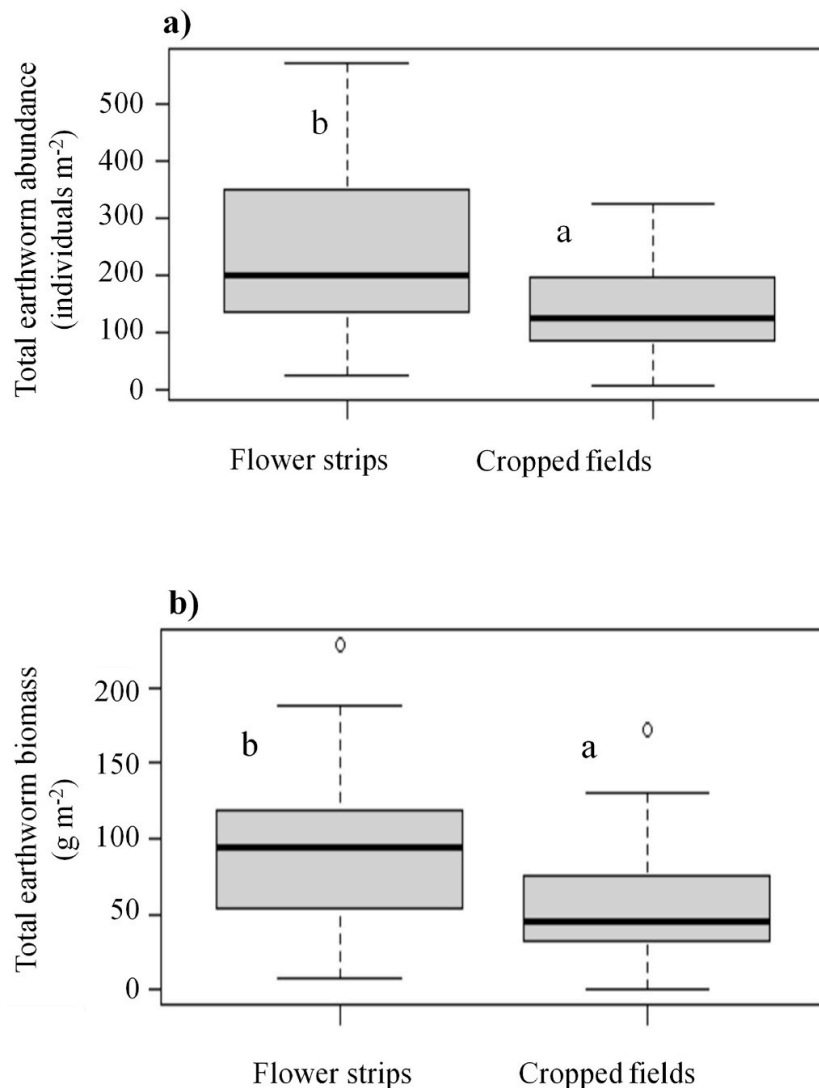 a)
Total earthworm abundance
(individuals m⁻²)
500
400
300
200
100
0
b
a
Flower strips
Cropped fields
b)
Total earthworm biomass
(g m⁻²)
200
150
100
50
0
b
a
Flower strips
Cropped fields